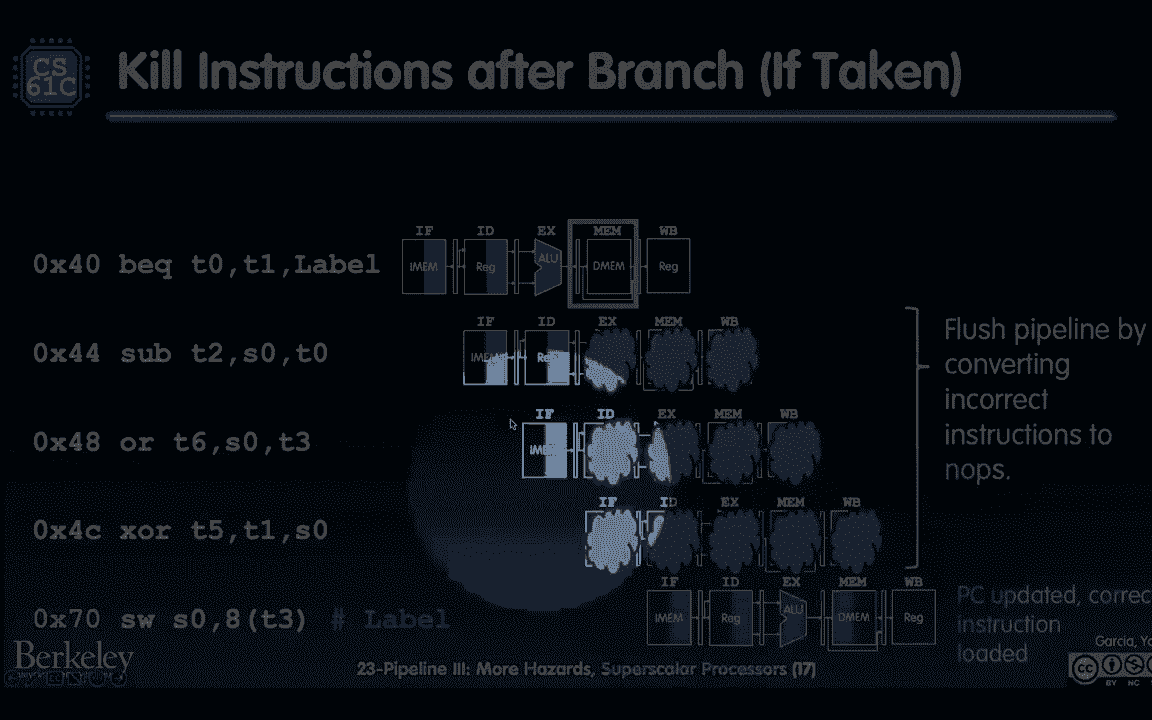 CS
61C
Kill Instructions after Branch (If Taken)
IF ID EX MEM WB
0x40 beq t0,t1,Label
IMEM Reg ALU DMEM Reg
IF ID EX MEM WB
0x44 sub t2,s0,t0
IMEM Reg
IF ID EX MEM WB
0x48 or t6,s0,t3
IF ID EX MEM WB
0x4c xor t5,t1,s0
IF ID EX MEM WB
0x70 sw s0,8(t3) # Label
IMEM Reg ALU DMEM Reg
Flush pipeline by
converting
incorrect
instructions to
nops.
PC updated, correc
instruction
loaded
Berkeley
23-Pipeline III: More Hazards, Superscalar Processors (17)
Garcia, Yo
CC
BY NC